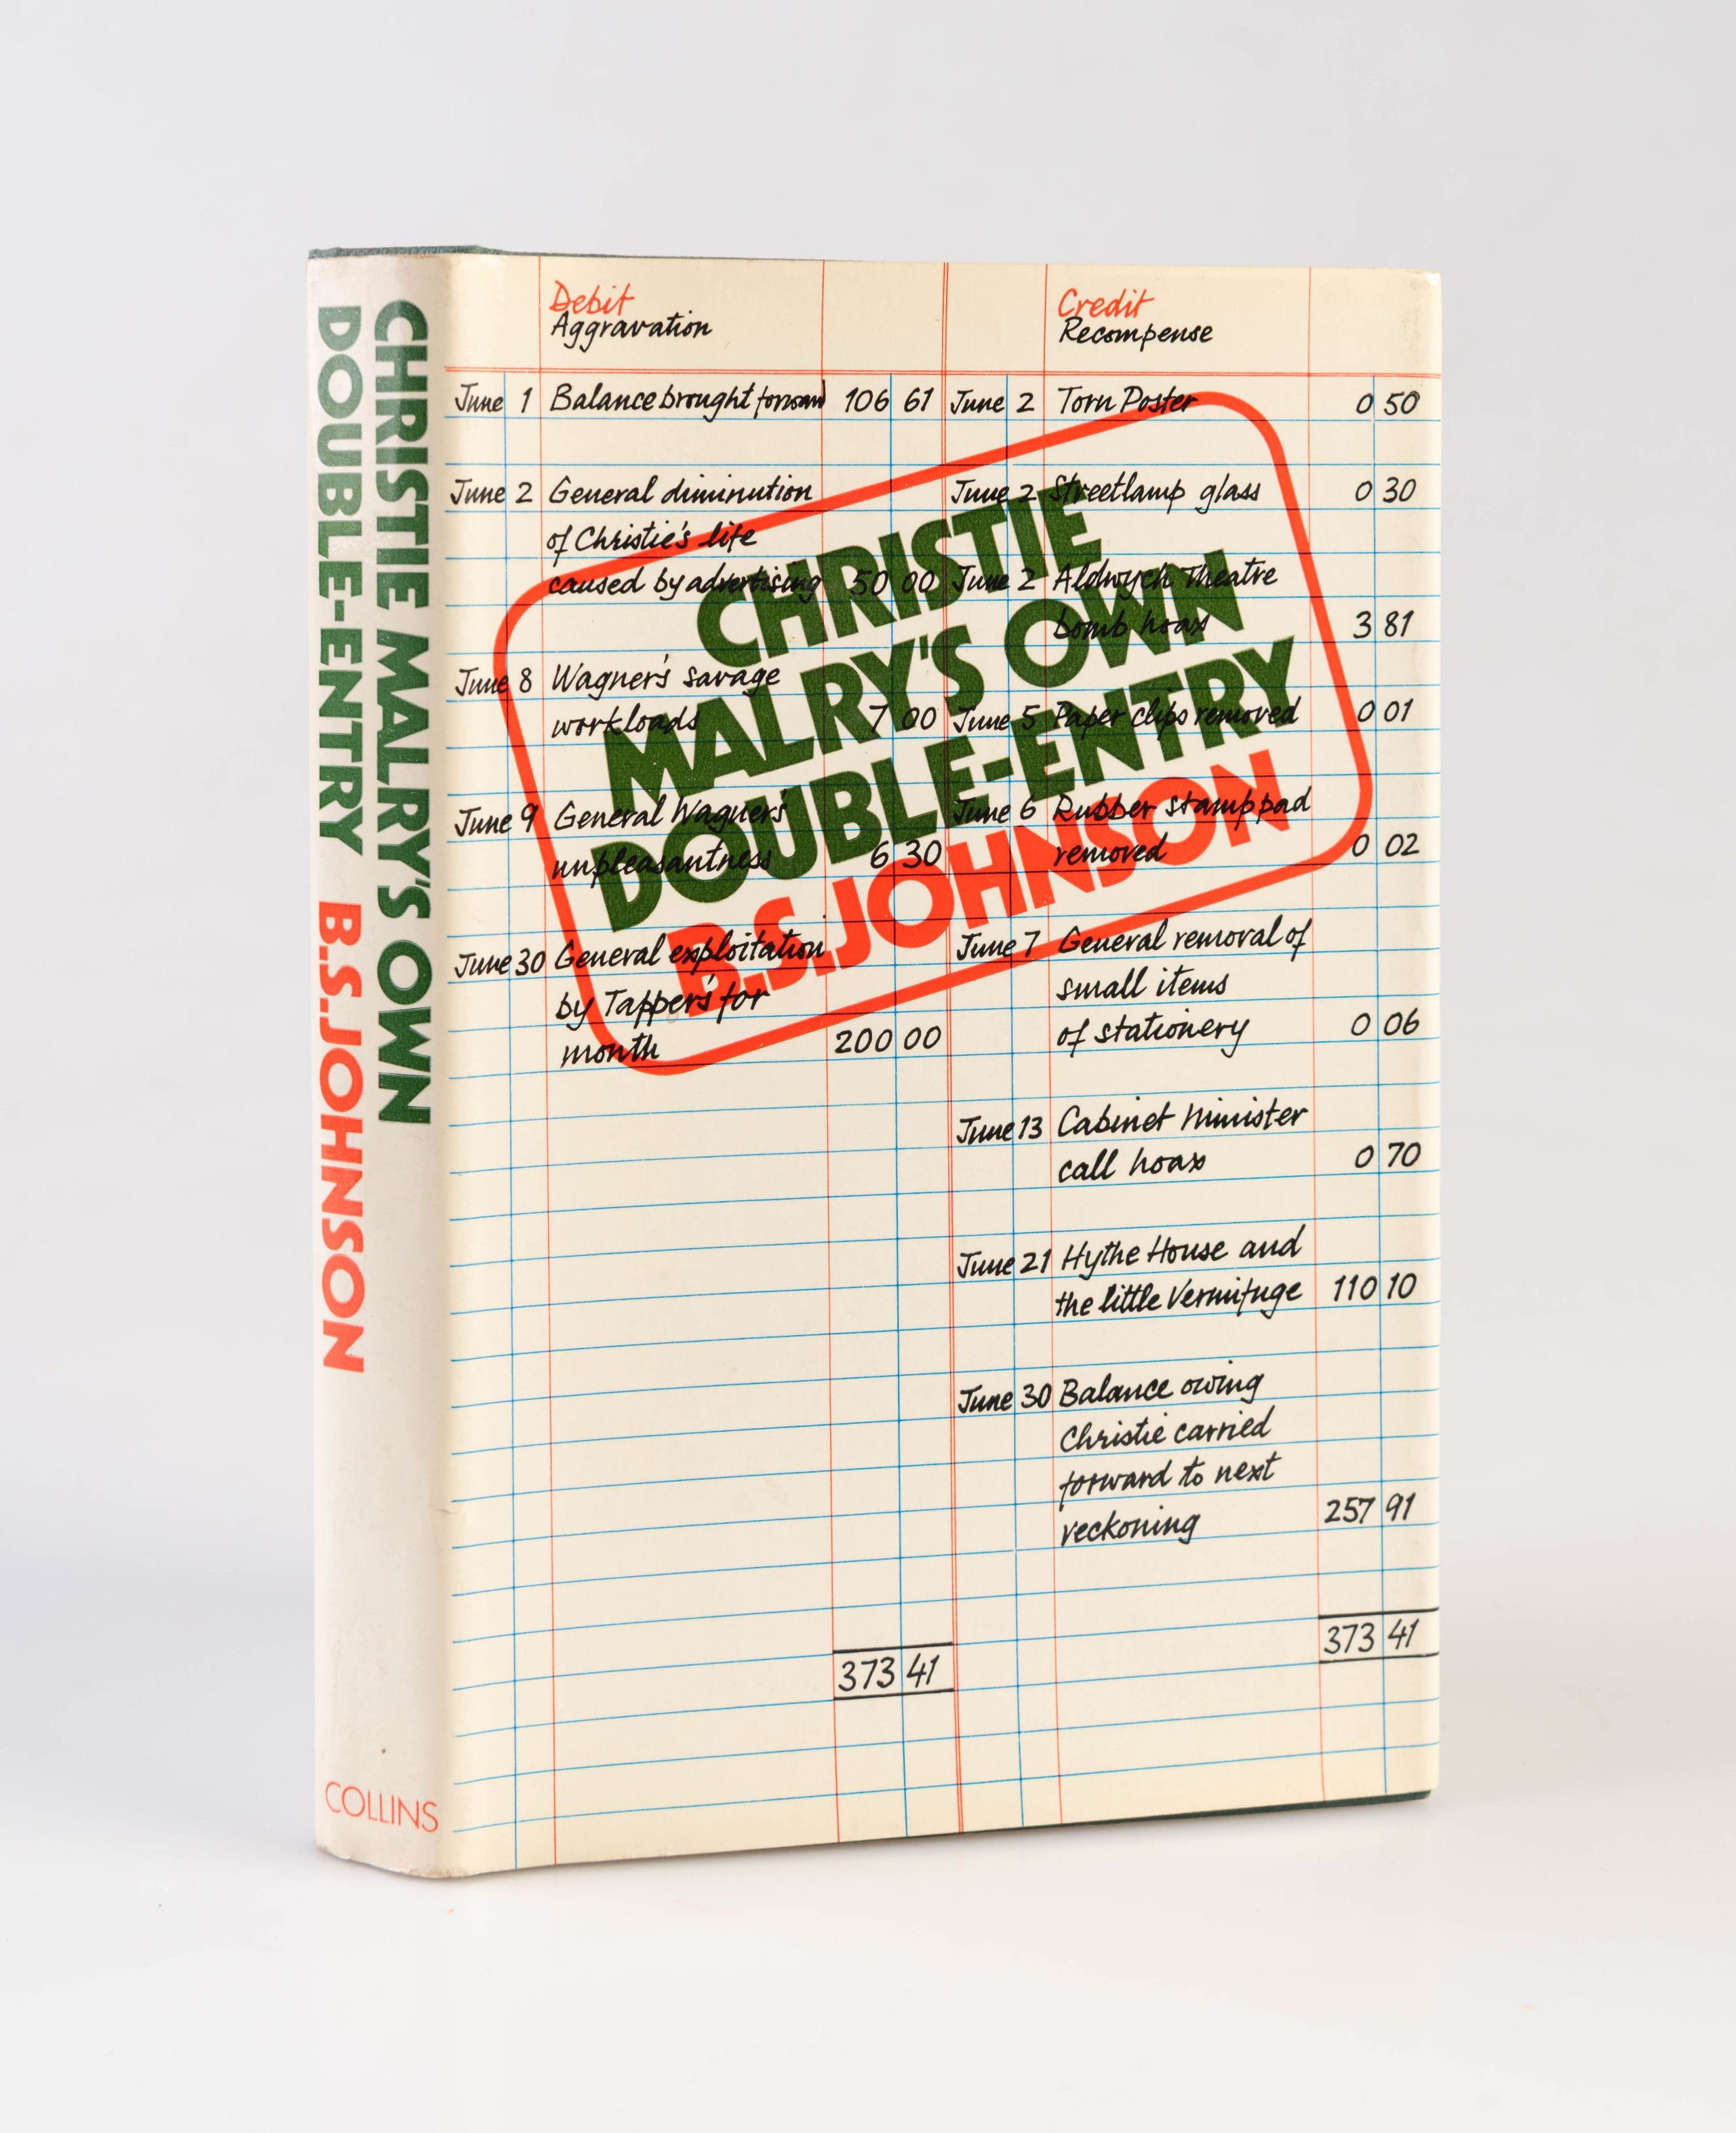 CHRISTIE MALRY'S OWN
DOUBLE-ENTRY B.S.JOHNSON
COLLINS
Debit
Aggravation
June 1 Balance brought forward 106 61
June 2 General diminution
of Christie's life
caused by advertising 50 00
June 8 Wagner's savage
workloads 7 00
June 9 General Wagner's
unpleasantness 6 30
June 30 General exploitation
by Tapper's for
month 200 00
373 41
Credit
Recompense
June 2 Torn Poster 0 50
June 2 Streetlamp glass 0 30
June 2 Aldwych Theatre
bomb hoax 3 81
June 5 Paper clips removed 0 01
June 6 Rubber stamp pad
removed 0 02
June 7 General removal of
small items
of stationery 0 06
June 13 Cabinet Minister
call hoax 0 70
June 21 Hythe House and
the little Vermifuge 110 10
June 30 Balance owing
Christie carried
forward to next
reckoning 257 91
373 41
CHRISTIE
MALRY'S OWN
DOUBLE-ENTRY
B.S.JOHNSON